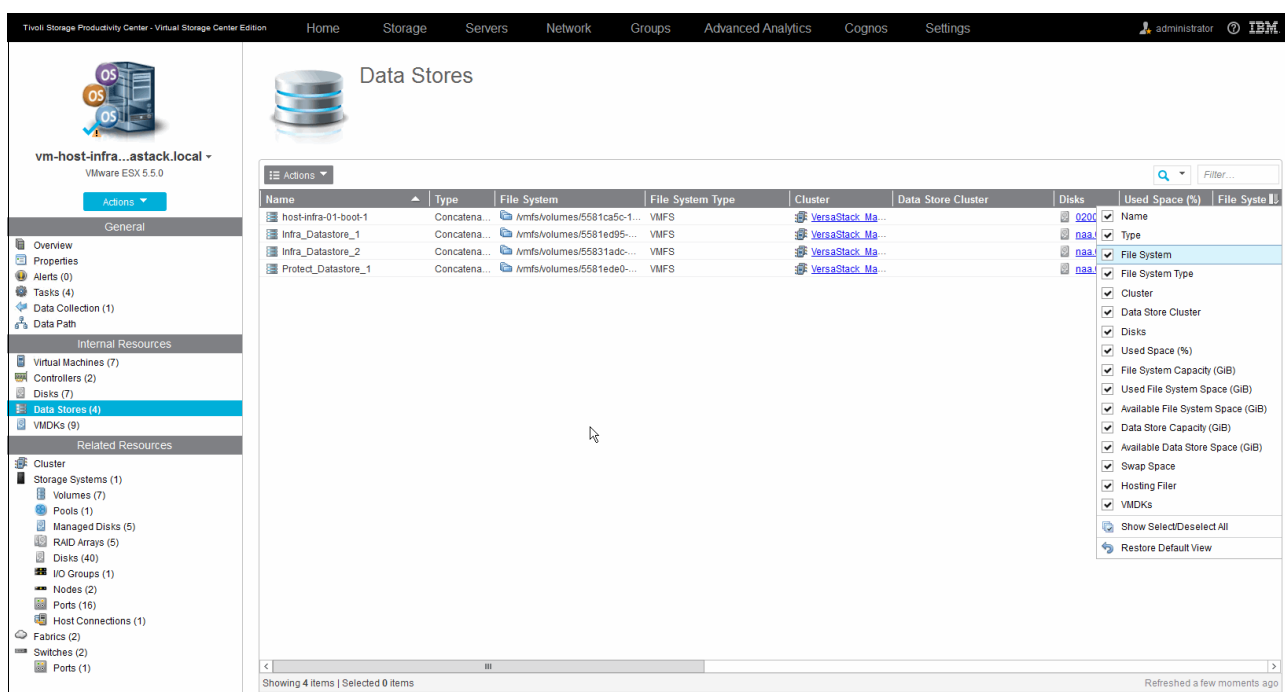 Tivoli Storage Productivity Center - Virtual Storage Center Edition Home Storage Servers Network Groups Advanced Analytics Cognos Settings administrator ? IBM.
OS
OS
OS
vm-host-infra...astack.local
VMware ESX 5.5.0
Actions
General
Overview
Properties
Alerts (0)
Tasks (4)
Data Collection (1)
Data Path
Internal Resources
Virtual Machines (7)
Controllers (2)
Disks (7)
Data Stores (4)
VMDKs (9)
Related Resources
Cluster
Storage Systems (1)
Volumes (7)
Pools (1)
Managed Disks (5)
RAID Arrays (5)
Disks (40)
I/O Groups (1)
Nodes (2)
Ports (16)
Host Connections (1)
Fabrics (2)
Switches (2)
Ports (1)
Data Stores
Actions Filter...
Name Type File System File System Type Cluster Data Store Cluster Disks Used Space (%) File Syste
host-infra-01-boot-1 Concatena... /vmfs/volumes/5581ca5c-1... VMFS VersaStack_Ma... 0200
Infra_Datastore_1 Concatena... /vmfs/volumes/5581ed95-... VMFS VersaStack_Ma... naa.
Infra_Datastore_2 Concatena... /vmfs/volumes/55831adc-... VMFS VersaStack_Ma... naa.
Protect_Datastore_1 Concatena... /vmfs/volumes/5581ede0-... VMFS VersaStack_Ma... naa.
Name
Type
File System
File System Type
Cluster
Data Store Cluster
Disks
Used Space (%)
File System Capacity (GiB)
Used File System Space (GiB)
Available File System Space (GiB)
Data Store Capacity (GiB)
Available Data Store Space (GiB)
Swap Space
Hosting Filer
VMDKs
Show Select/Deselect All
Restore Default View
Showing 4 items | Selected 0 items Refreshed a few moments ago